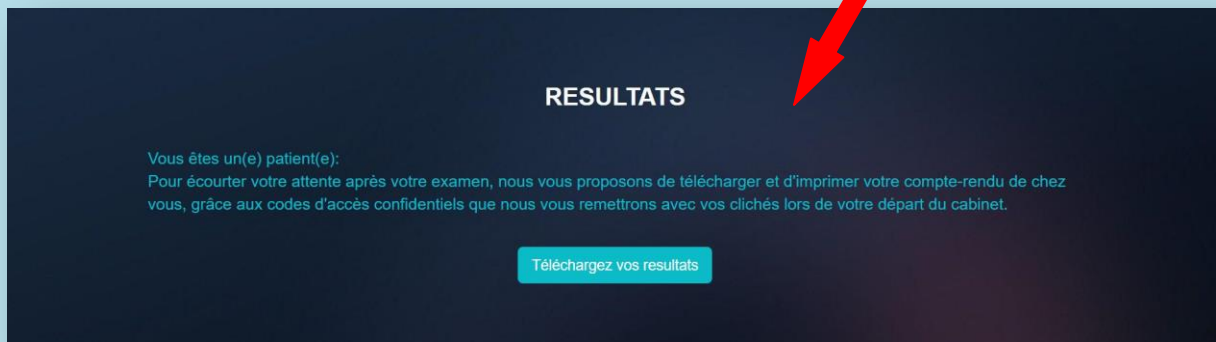 RESULTATS
Vous êtes un(e) patient(e):
Pour écourter votre attente après votre examen, nous vous proposons de télécharger et d'imprimer votre compte-rendu de chez
vous, grâce aux codes d'accès confidentiels que nous vous remettrons avec vos clichés lors de votre départ du cabinet.
Téléchargez vos resultats